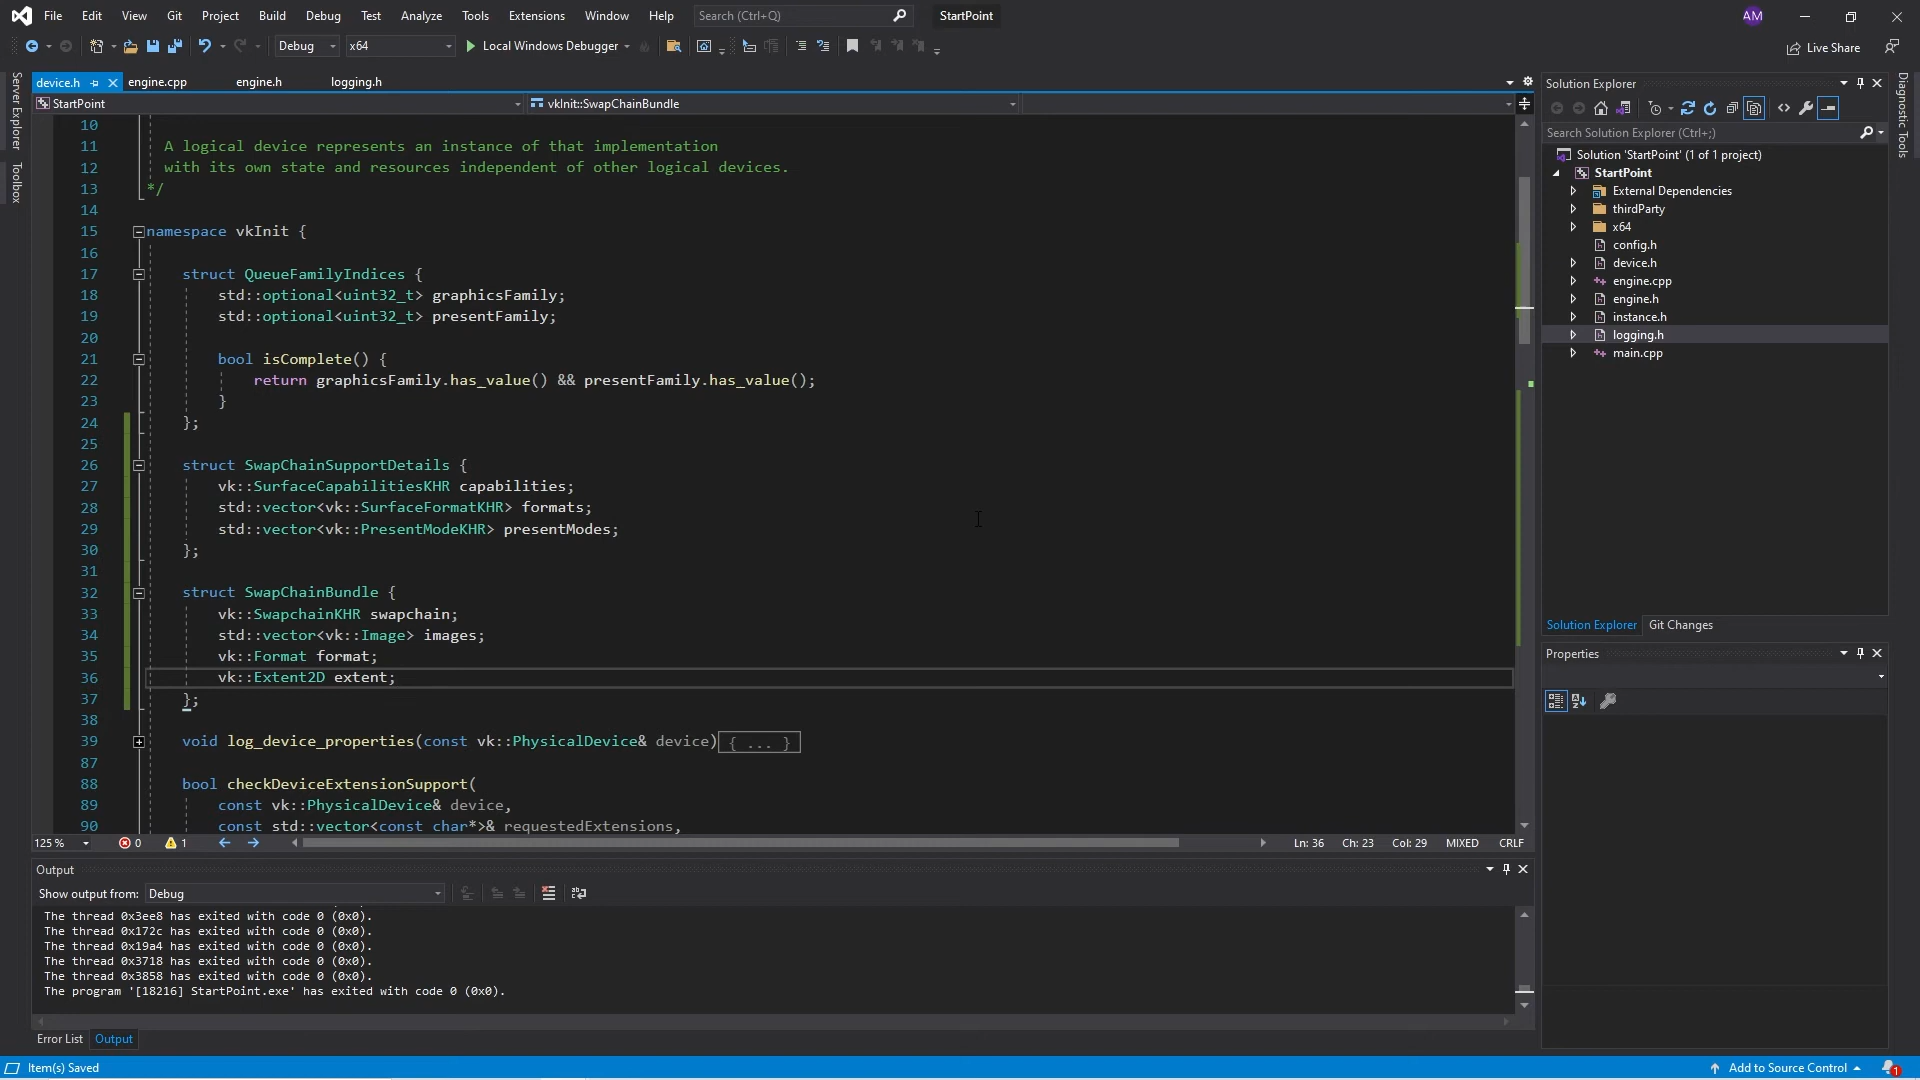 File Edit View Git Project Build Debug Test Analyze Tools Extensions Window Help Search (Ctrl+Q) StartPoint AM
Debug x64 Local Windows Debugger Live Share
Server Explorer
Toolbox
Diagnostic Tools
device.h engine.cpp engine.h logging.h
StartPoint vkInit::SwapChainBundle
10
11 A logical device represents an instance of that implementation
12 with its own state and resources independent of other logical devices.
13 */
14
15 namespace vkInit {
16
17 struct QueueFamilyIndices {
18 std::optional<uint32_t> graphicsFamily;
19 std::optional<uint32_t> presentFamily;
20
21 bool isComplete() {
22 return graphicsFamily.has_value() && presentFamily.has_value();
23 }
24 };
25
26 struct SwapChainSupportDetails {
27 vk::SurfaceCapabilitiesKHR capabilities;
28 std::vector<vk::SurfaceFormatKHR> formats;
29 std::vector<vk::PresentModeKHR> presentModes;
30 };
31
32 struct SwapChainBundle {
33 vk::SwapchainKHR swapchain;
34 std::vector<vk::Image> images;
35 vk::Format format;
36 vk::Extent2D extent;
37 };
38
39 void log_device_properties(const vk::PhysicalDevice& device){ ... }
87
88 bool checkDeviceExtensionSupport(
89 const vk::PhysicalDevice& device,
90 const std::vector<const char*>& requestedExtensions,
125 % 0 1 Ln: 36 Ch: 23 Col: 29 MIXED CRLF
Output
Show output from: Debug
The thread 0x3ee8 has exited with code 0 (0x0).
The thread 0x172c has exited with code 0 (0x0).
The thread 0x19a4 has exited with code 0 (0x0).
The thread 0x3718 has exited with code 0 (0x0).
The thread 0x3858 has exited with code 0 (0x0).
The program '[18216] StartPoint.exe' has exited with code 0 (0x0).
Error List Output
Item(s) Saved
Solution Explorer
Search Solution Explorer (Ctrl+;)
Solution 'StartPoint' (1 of 1 project)
StartPoint
External Dependencies
thirdParty
x64
config.h
device.h
engine.cpp
engine.h
instance.h
logging.h
main.cpp
Solution Explorer Git Changes
Properties
Add to Source Control 1